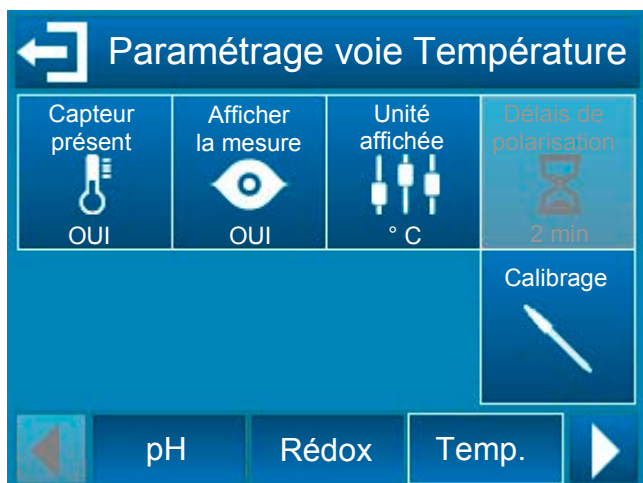 Paramétrage voie Température
Capteur
présent
OUI
Afficher
la mesure
OUI
Unité
affichée
° C
Délais de
polarisation
2 min
Calibrage
pH
Rédox
Temp.